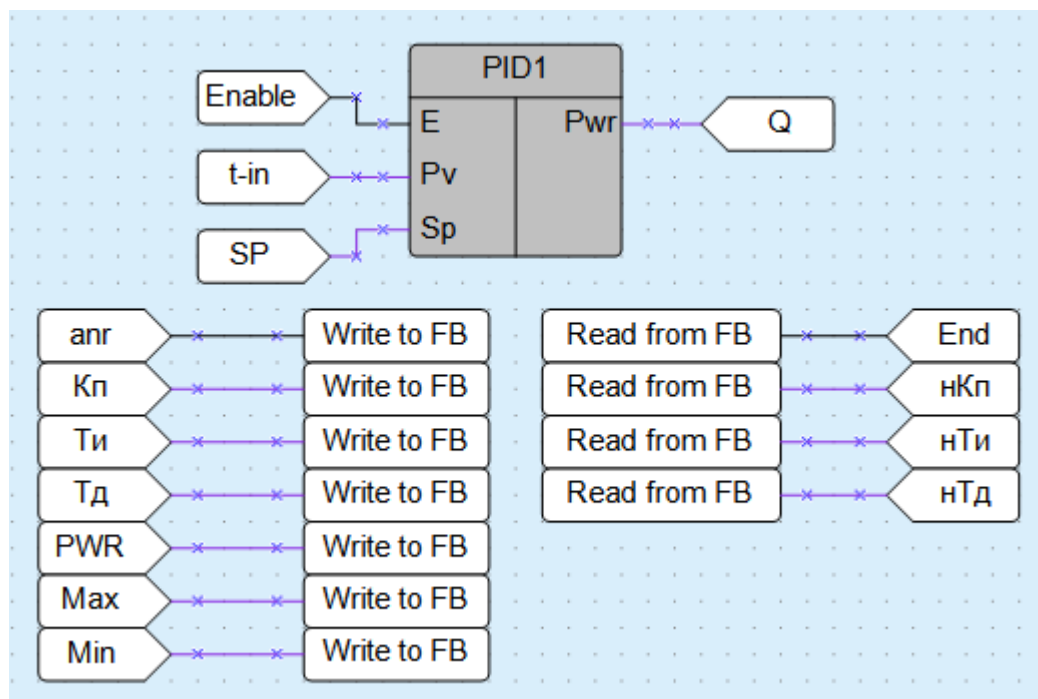 PID1
Enable
E
Pwr
Q
t-in
Pv
SP
Sp
anr
Write to FB
Read from FB
End
Кп
Write to FB
Read from FB
нКп
Ти
Write to FB
Read from FB
нТи
Тд
Write to FB
Read from FB
нТд
PWR
Write to FB
Max
Write to FB
Min
Write to FB